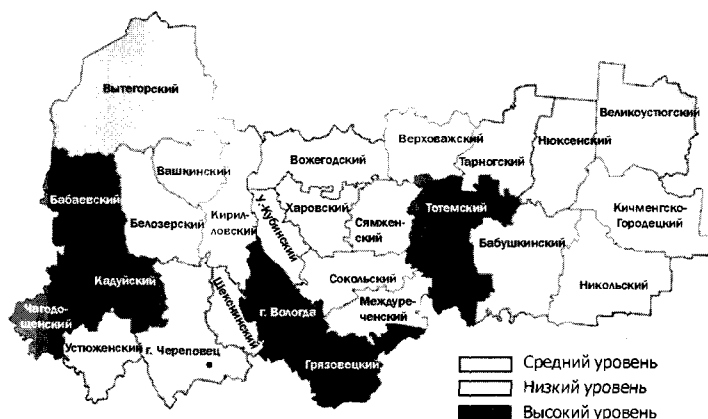 Вытегорский
Великоустюгский
Верховажский
Нюксенский
Тарногский
Вожегодский
Вашкинский
Бабаевский
Белозерский
Кирил-
ловский
У.-Кубинский
Харовский
Сямжен-
ский
Тотемский
Кичменгско-
Городецкий
Бабушкинский
Никольский
Кадуйский
Сокольский
Междуре-
ченский
Шекснинский
г. Вологда
Чагодо-
щенский
Устюженский
г. Череповец
Грязовецкий
Средний уровень
Низкий уровень
Высокий уровень